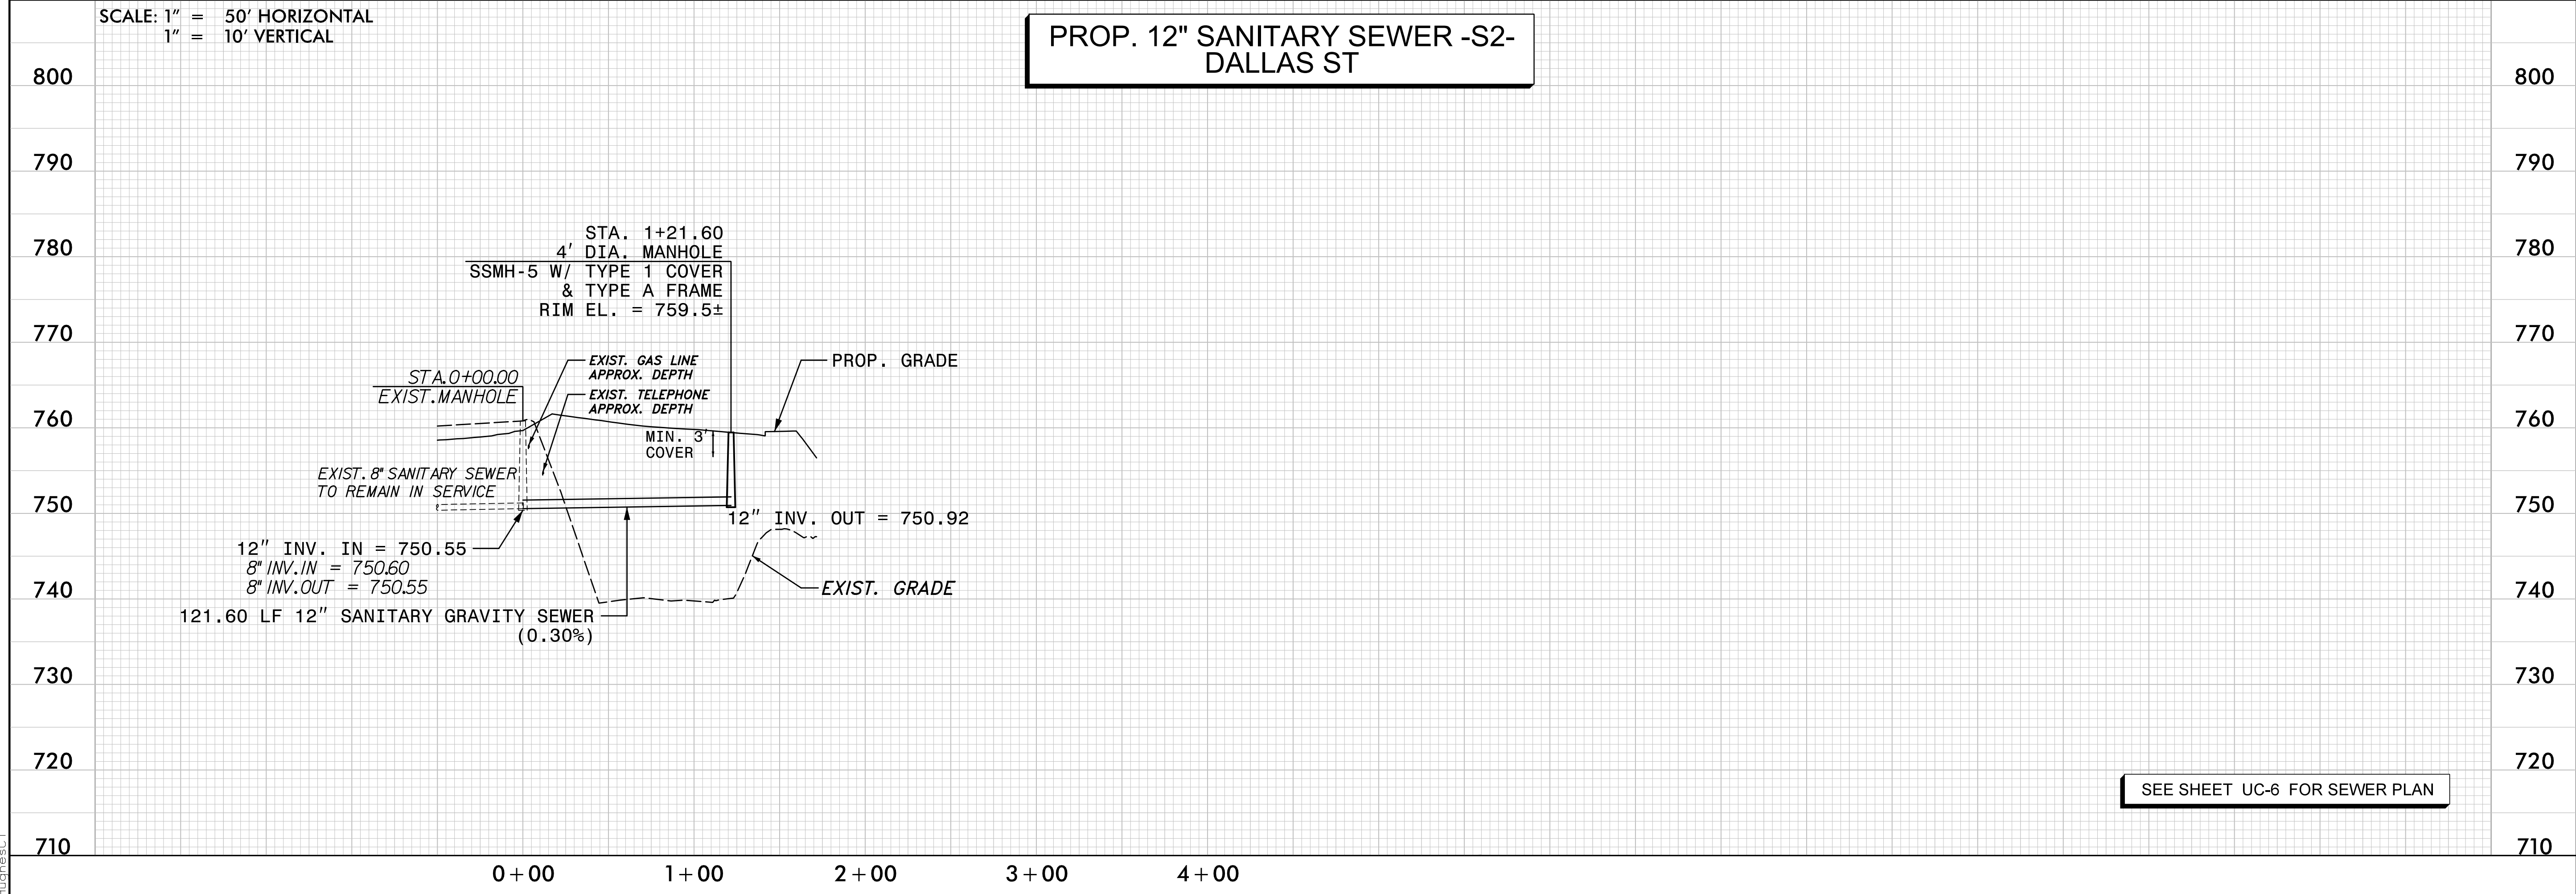 SCALE: 1" = 50' HORIZONTAL
1" = 10' VERTICAL
PROP. 12" SANITARY SEWER -S2-
DALLAS ST
800
800
790
790
780
780
770
770
760
760
750
750
740
740
730
730
720
720
710
710
STA. 1+21.60
4' DIA. MANHOLE
SSMH-5 W/ TYPE 1 COVER
& TYPE A FRAME
RIM EL. = 759.5±
EXIST. GAS LINE
APPROX. DEPTH
PROP. GRADE
STA.0+00.00
EXIST.MANHOLE
EXIST. TELEPHONE
APPROX. DEPTH
MIN. 3'
COVER
EXIST. 8" SANITARY SEWER
TO REMAIN IN SERVICE
12" INV. OUT = 750.92
12" INV. IN = 750.55
8" INV.IN = 750.60
8" INV.OUT = 750.55
EXIST. GRADE
121.60 LF 12" SANITARY GRAVITY SEWER
(0.30%)
SEE SHEET UC-6 FOR SEWER PLAN
0+00 1+00 2+00 3+00 4+00